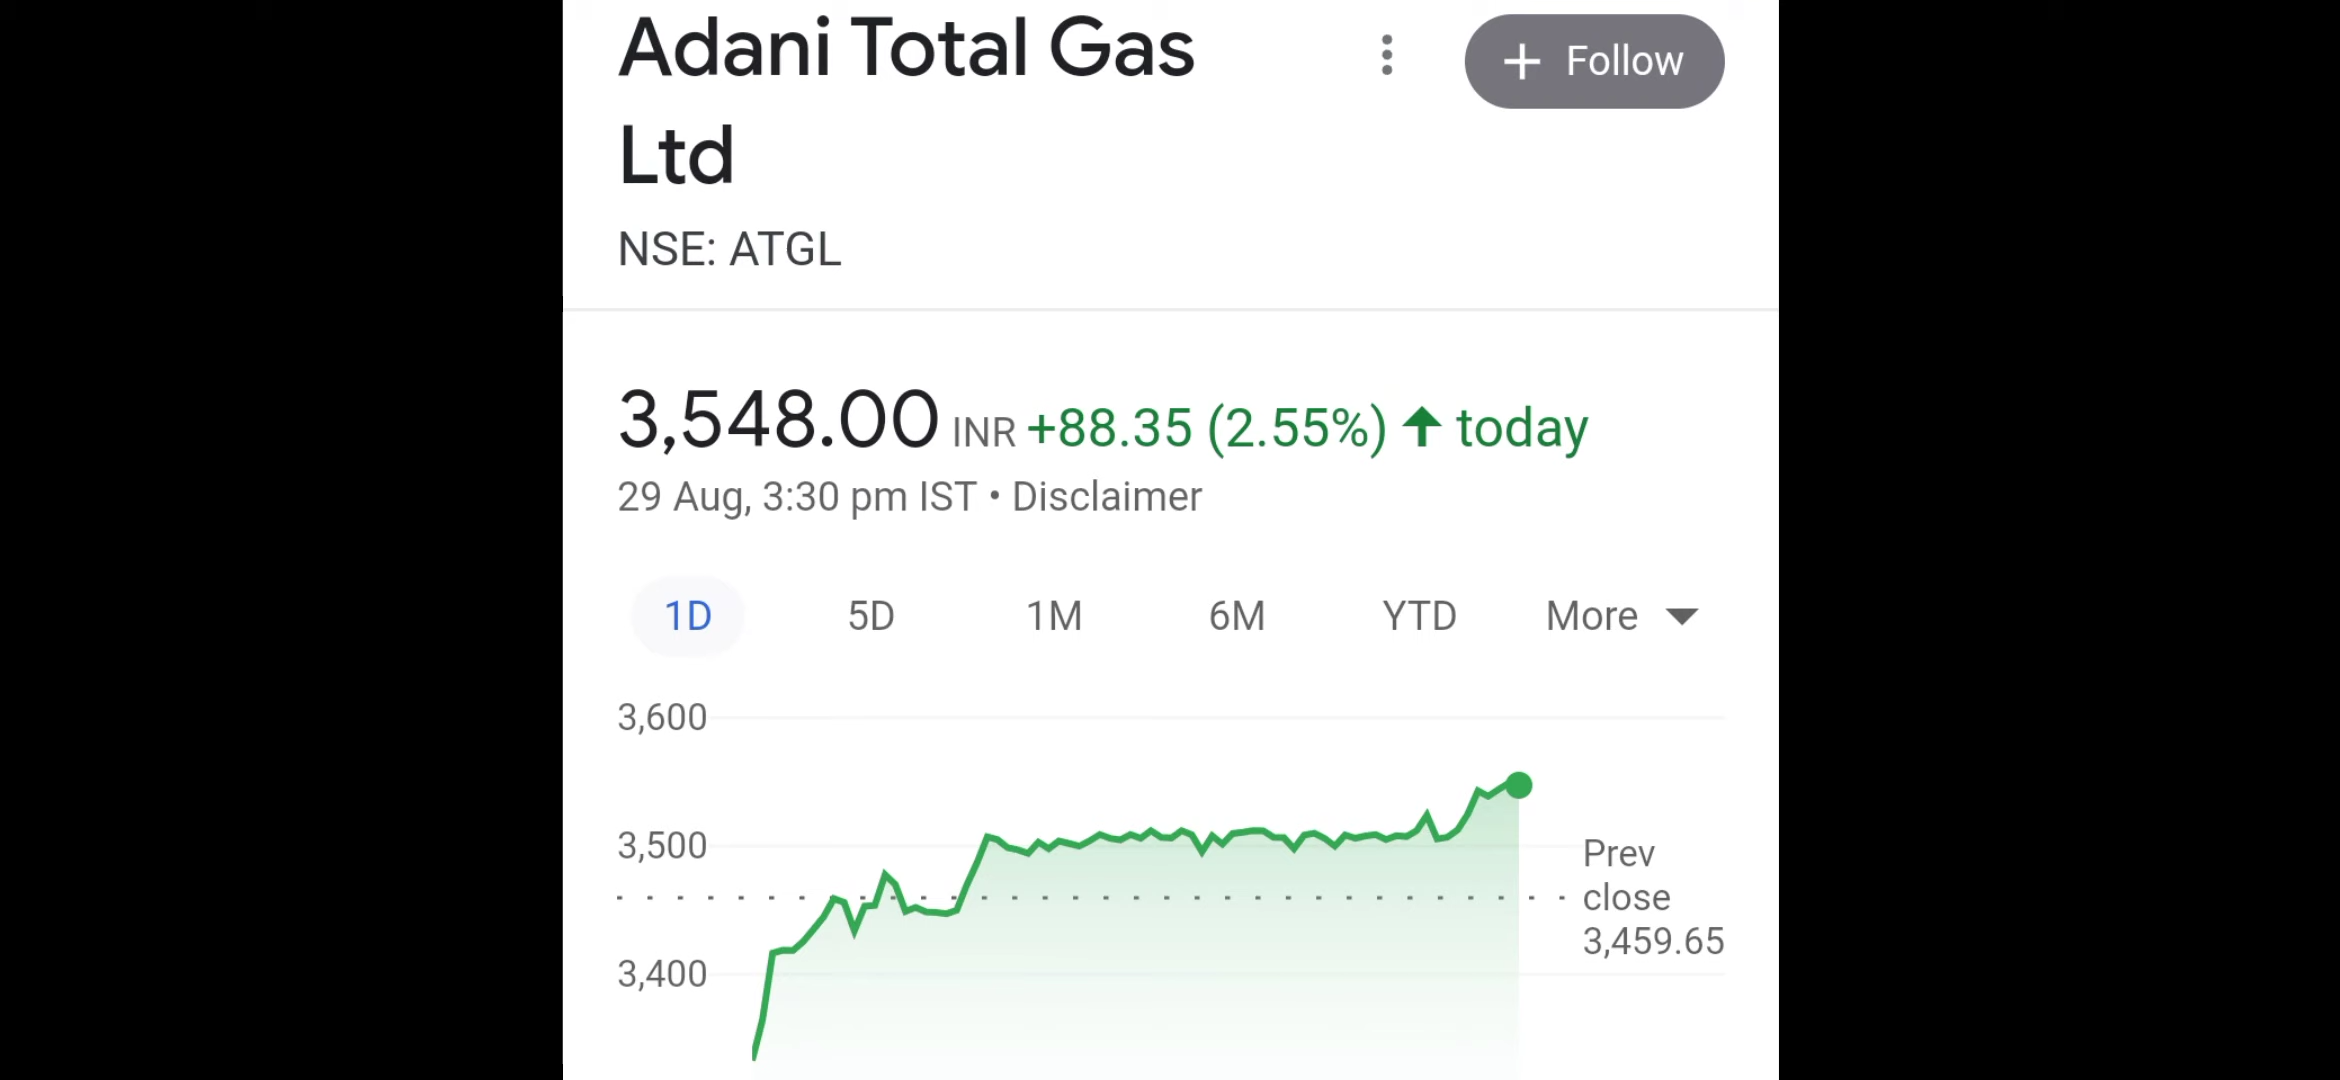 Adani Total Gas
Ltd
+ Follow
NSE: ATGL
3,548.00 INR +88.35 (2.55%) ↑ today
29 Aug, 3:30 pm IST • Disclaimer
1D 5D 1M 6M YTD More
3,600
3,500
3,400
Prev
close
3,459.65